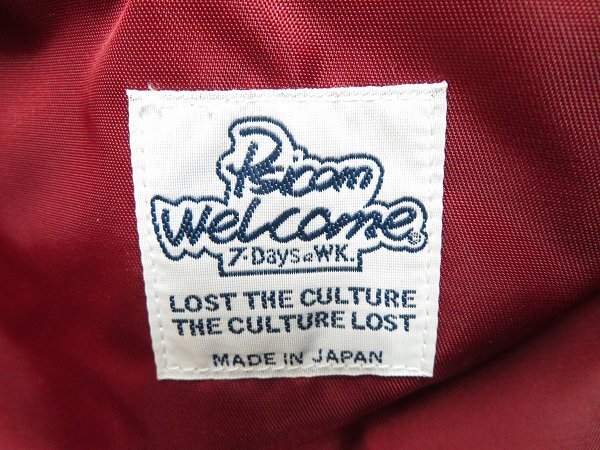 Psicom
Welcome®
7-Days a WK.
LOST THE CULTURE
THE CULTURE LOST
MADE IN JAPAN